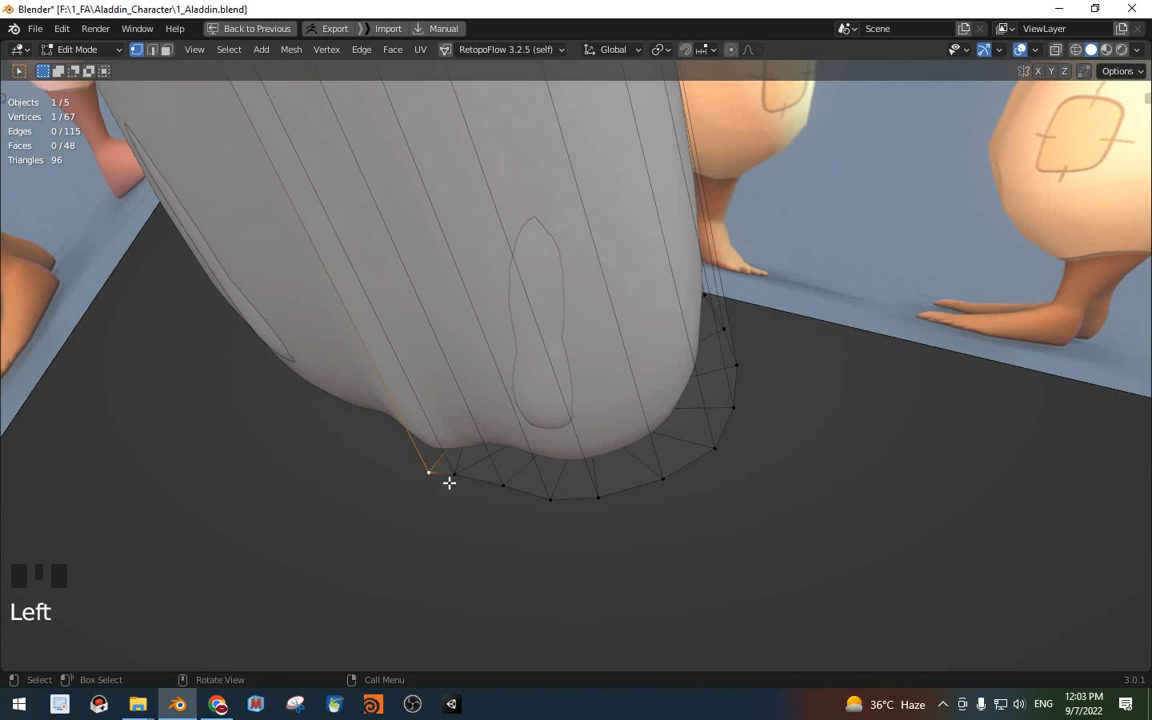 Blender* [F:\1_FA\Aladdin_Character\1_Aladdin.blend]
File Edit Render Window Help Back to Previous Export Import Manual Scene ViewLayer
Edit Mode View Select Add Mesh Vertex Edge Face UV RetopoFlow 3.2.5 (self) Global
X Y Z Options
Objects 1 / 5
Vertices 1 / 67
Edges 0 / 115
Faces 0 / 48
Triangles 96
Left
Select Box Select Rotate View Call Menu 3.0.1
36°C Haze ENG 12:03 PM
9/7/2022